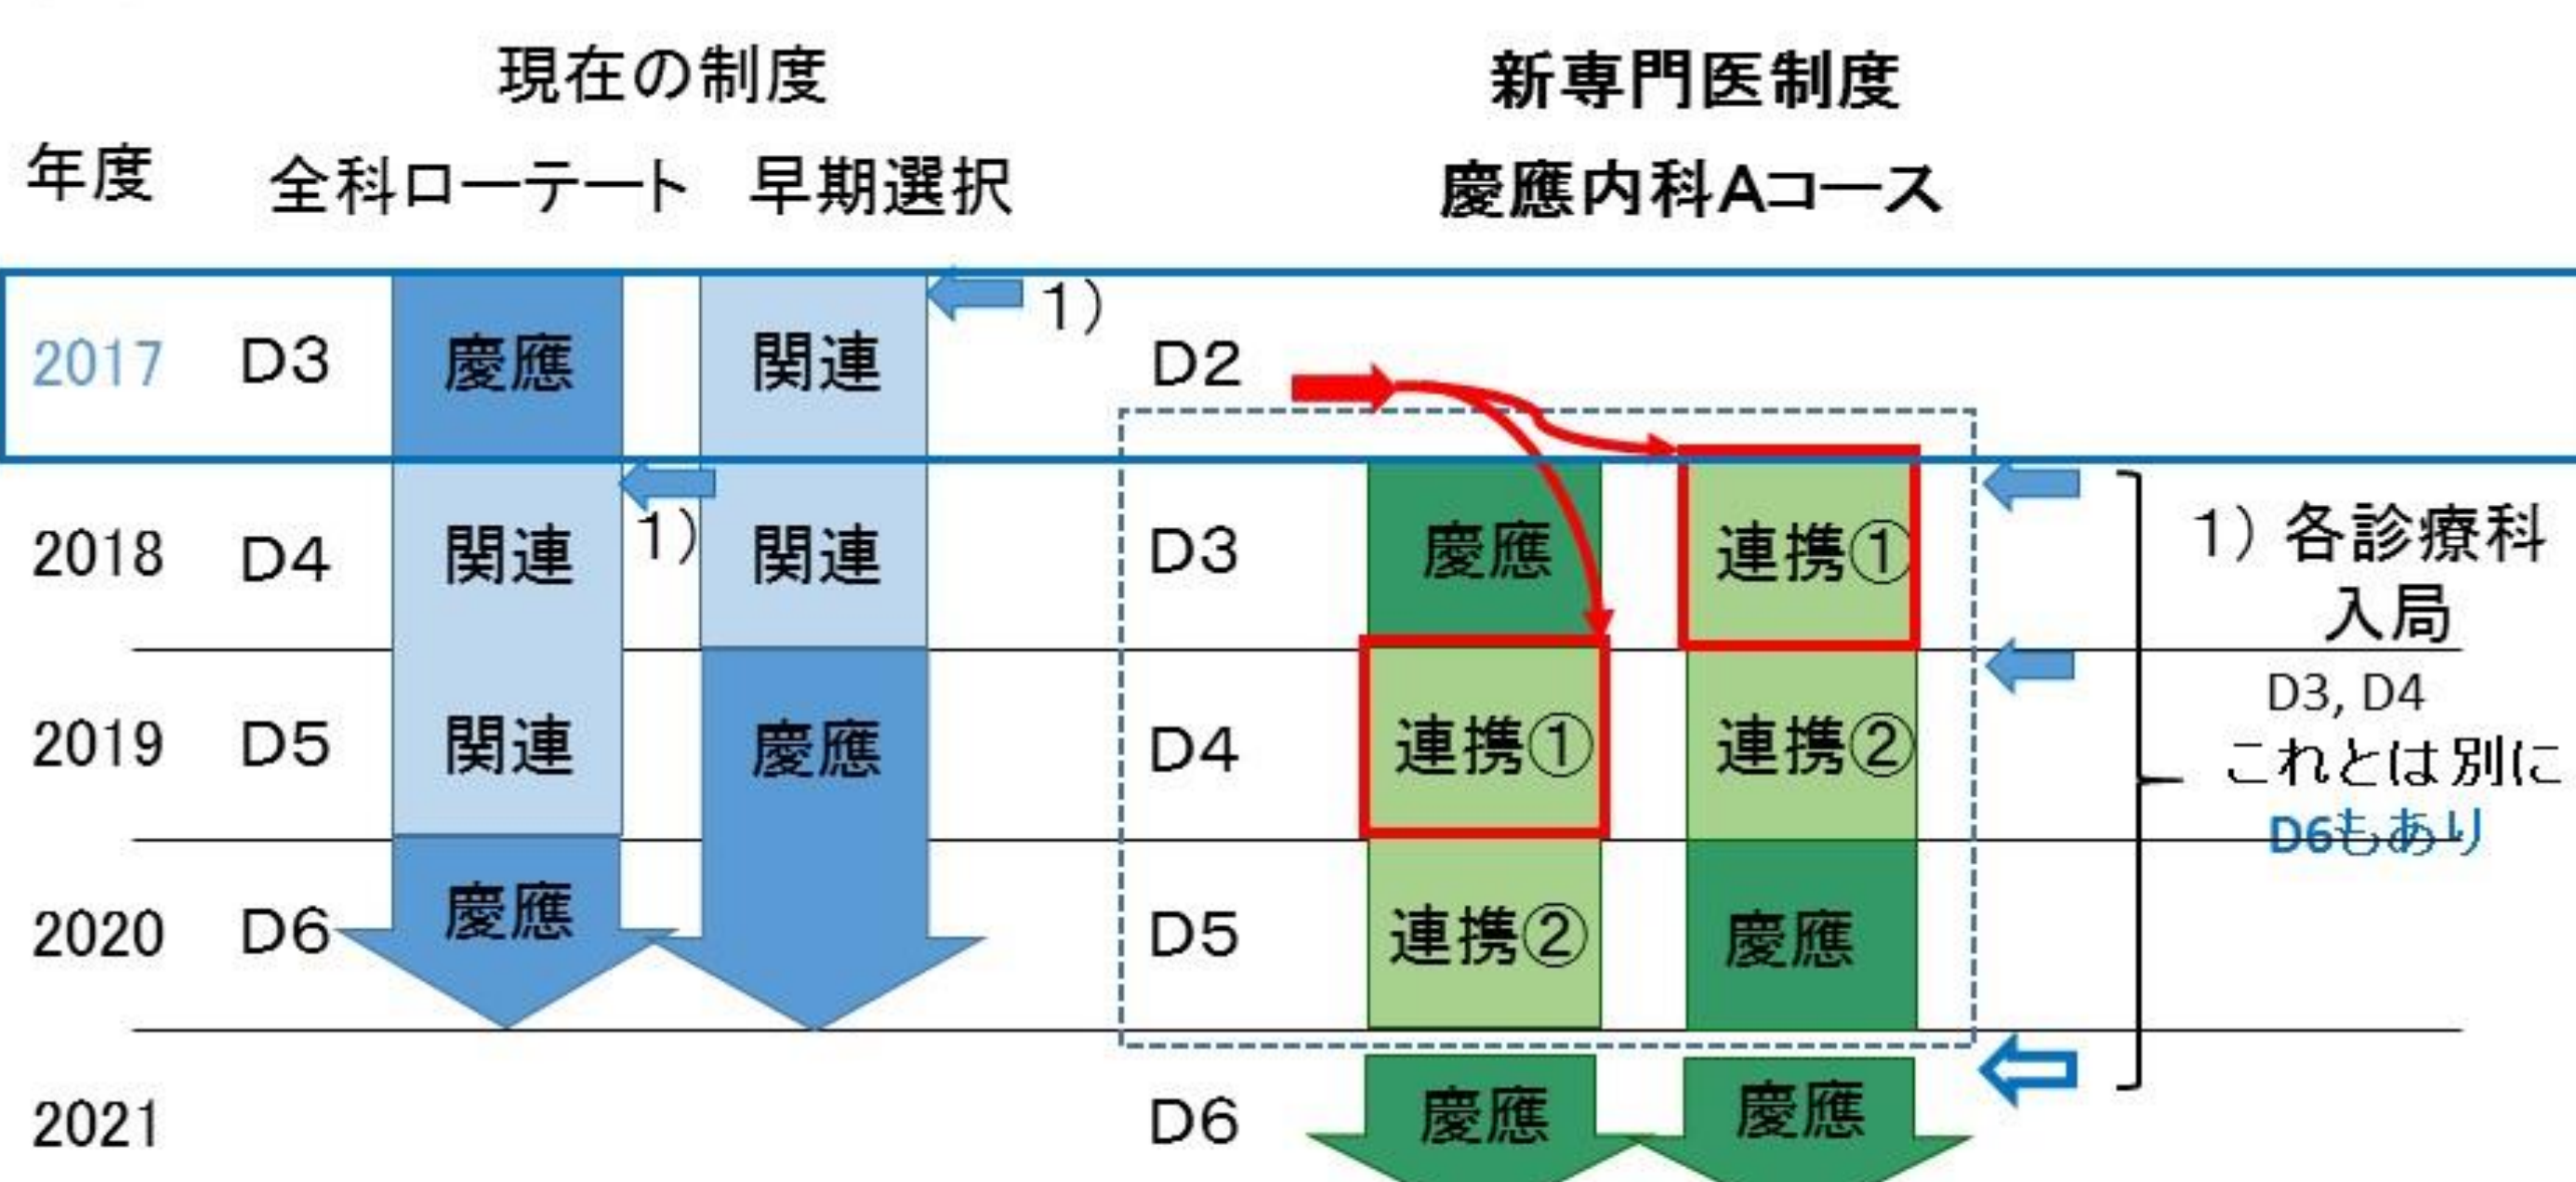 現在の制度
新専門医制度
年度 全科ローテート 早期選択
慶應内科Aコース
2017 D3 慶應 関連 1)
D2
2018 D4 関連 1) 関連
D3 慶應 連携①
1) 各診療科
入局
2019 D5 関連 慶應
D4 連携① 連携②
D3, D4
これとは別に
D6もあり
2020 D6 慶應
D5 連携② 慶應
2021
D6 慶應 慶應